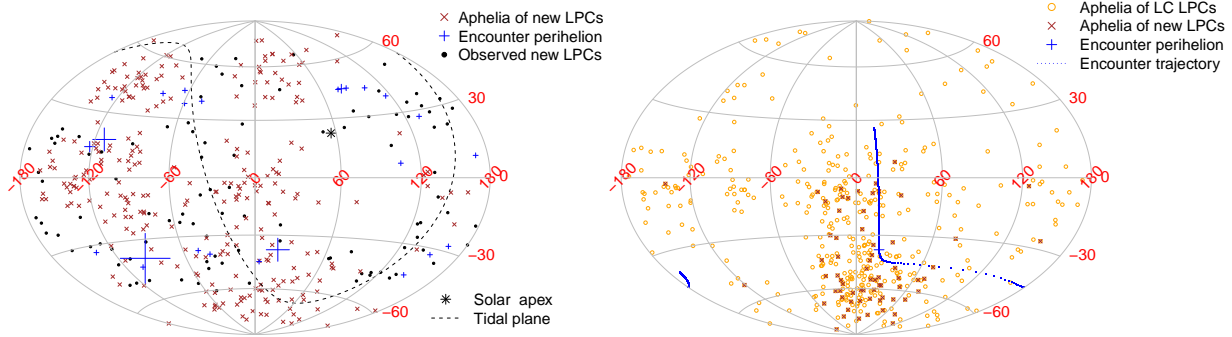 × Aphelia of new LPCs
+ Encounter perihelion
• Observed new LPCs
60
30
−180
−120
−60
0
60
180
−30
−60
Solar apex
Tidal plane
Aphelia of LC LPCs
Aphelia of new LPCs
Encounter perihelion
Encounter trajectory
60
30
−180
−120
−60
0
60
120
180
−30
−60